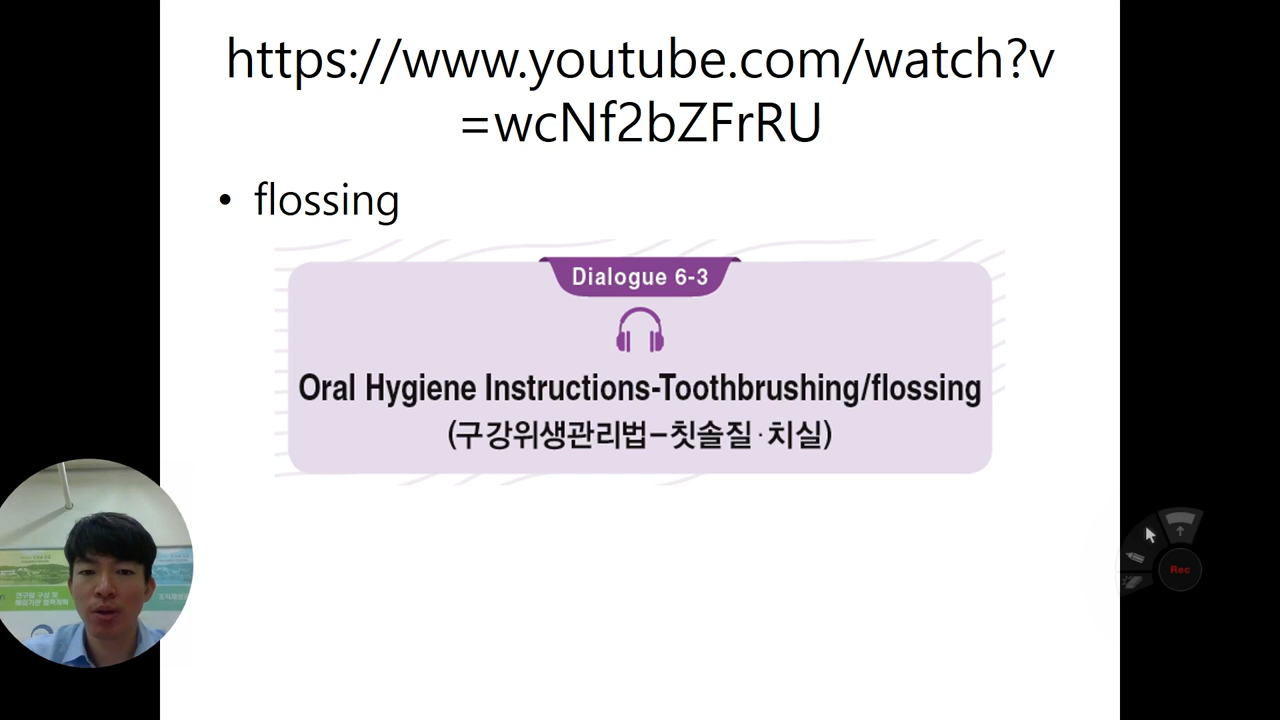 https://www.youtube.com/watch?v
=wcNf2bZFrRU
• flossing
Dialogue 6-3
Oral Hygiene Instructions-Toothbrushing/flossing
(구강위생관리법–칫솔질·치실)
Rec